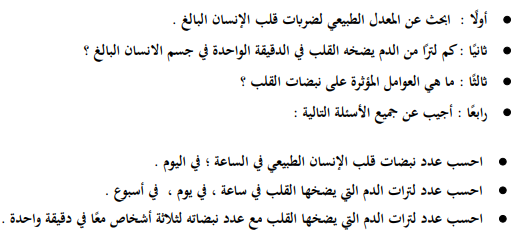 ● أولًا : ابحث عن المعدل الطبيعي لضربات قلب الإنسان البالغ .
● ثانيًا : كم لترًا من الدم يضخه القلب في الدقيقة الواحدة في جسم الانسان البالغ ؟
● ثالثًا : ما هي العوامل المؤثرة على نبضات القلب ؟
● رابعًا : أجيب عن جميع الأسئلة التالية :
● احسب عدد نبضات قلب الإنسان الطبيعي في الساعة ؛ في اليوم .
● احسب عدد لترات الدم التي يضخها القلب في ساعة ، في يوم ، في أسبوع .
● احسب عدد لترات الدم التي يضخها القلب مع عدد نبضاته لثلاثة أشخاص معًا في دقيقة واحدة .